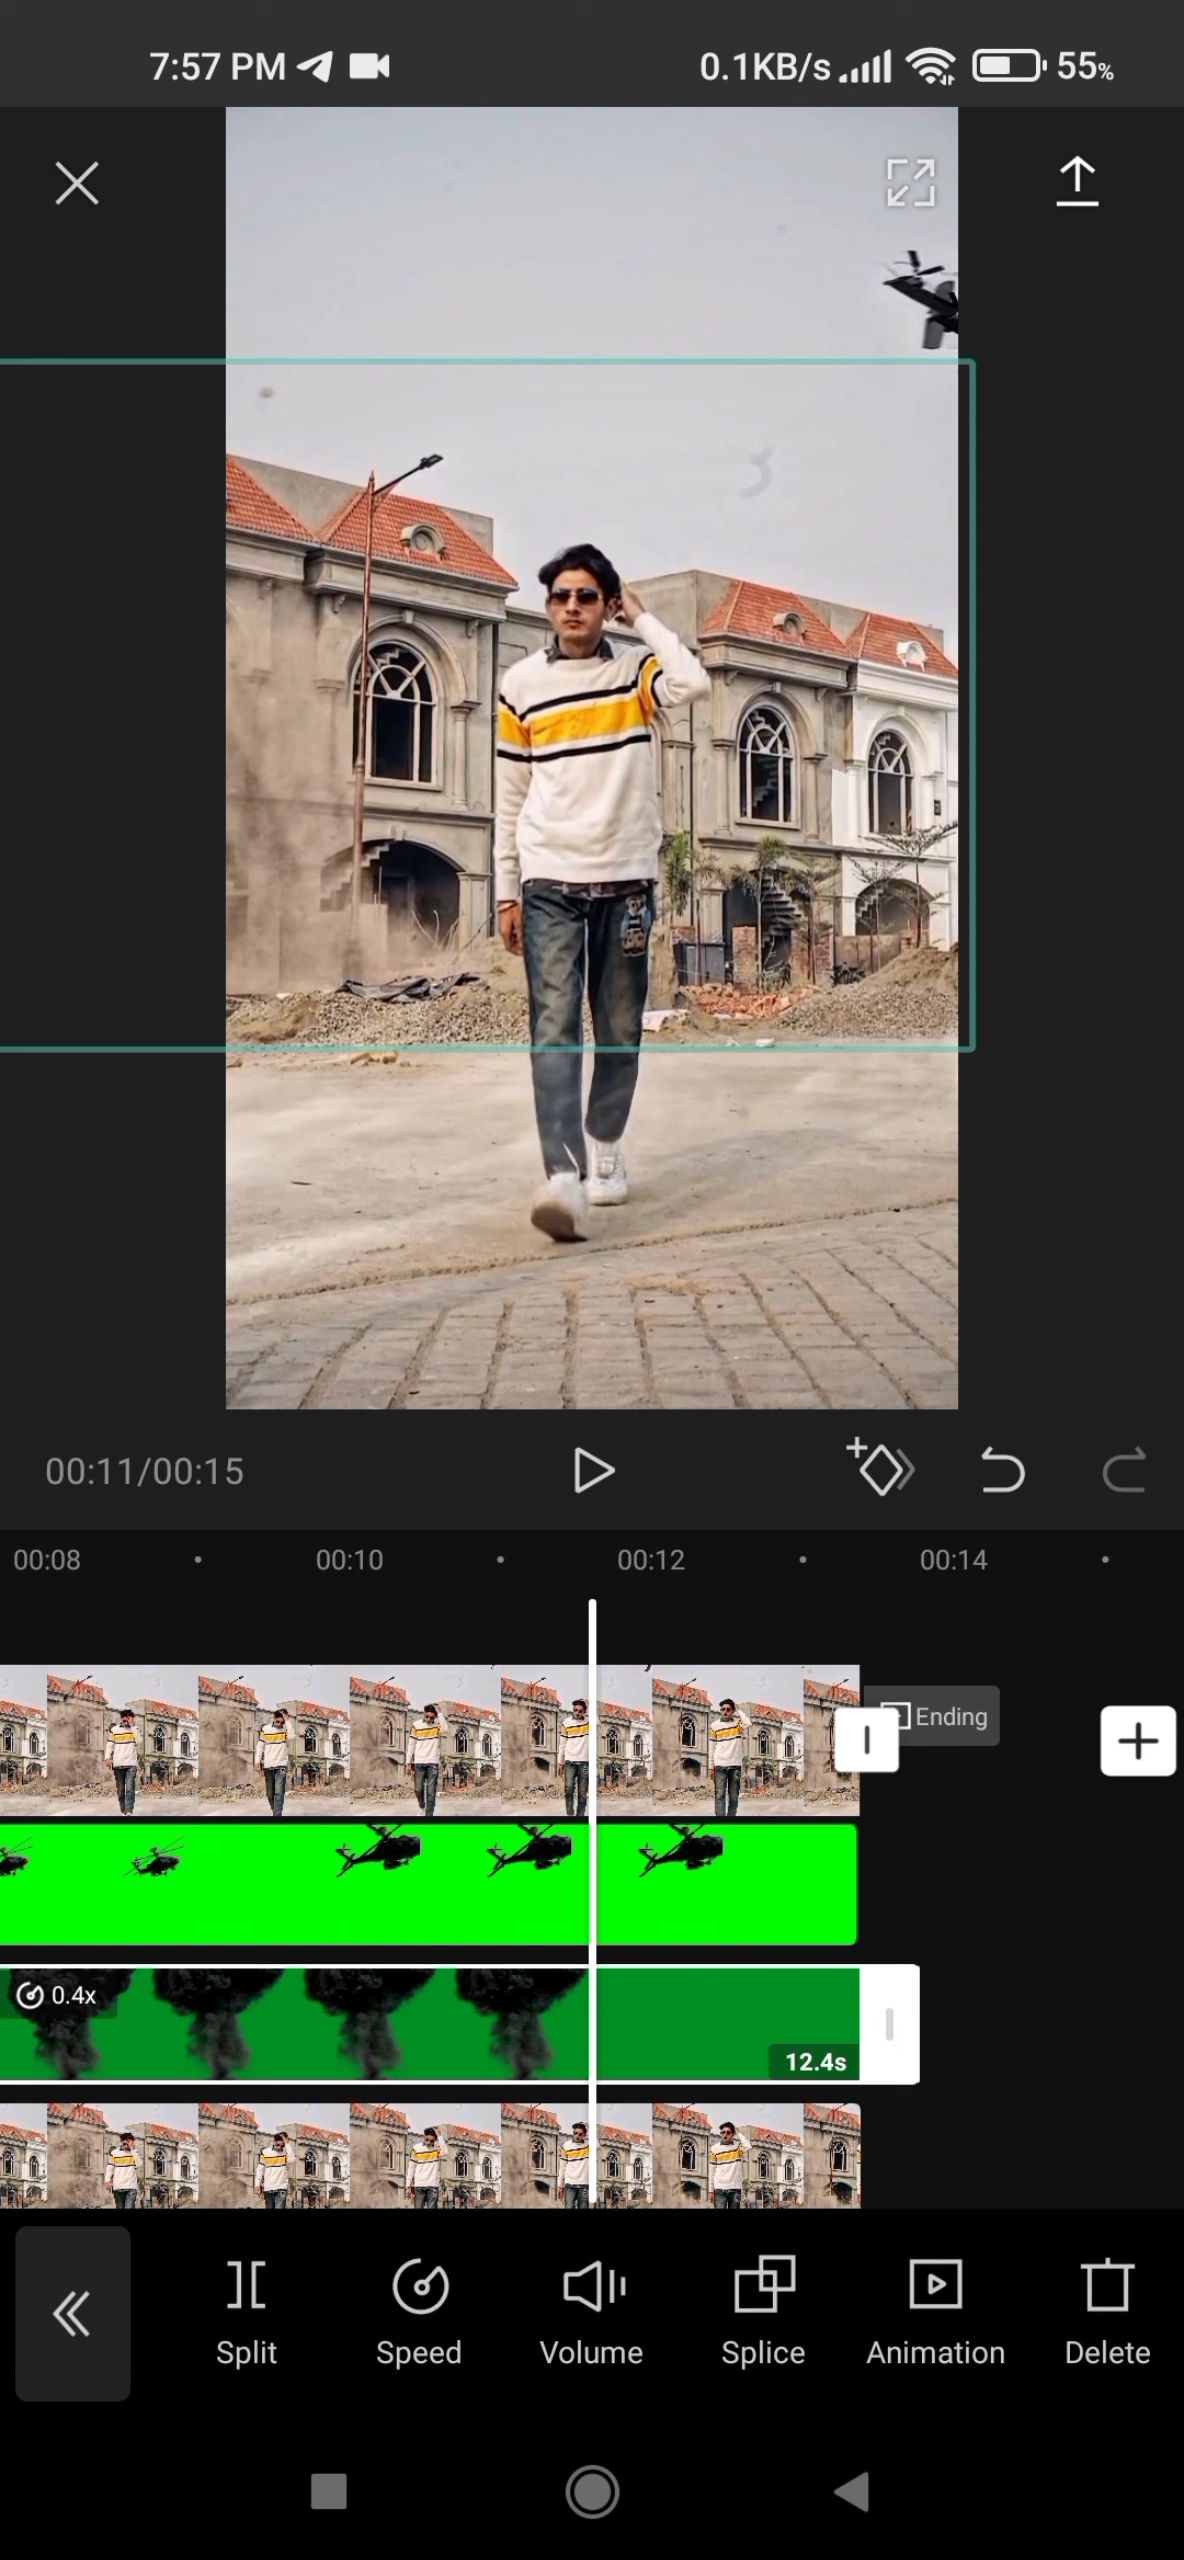 7:57 PM 0.1KB/s 55%
00:11/00:15
00:08 00:10 00:12 00:14
Ending
0.4x
12.4s
Split Speed Volume Splice Animation Delete